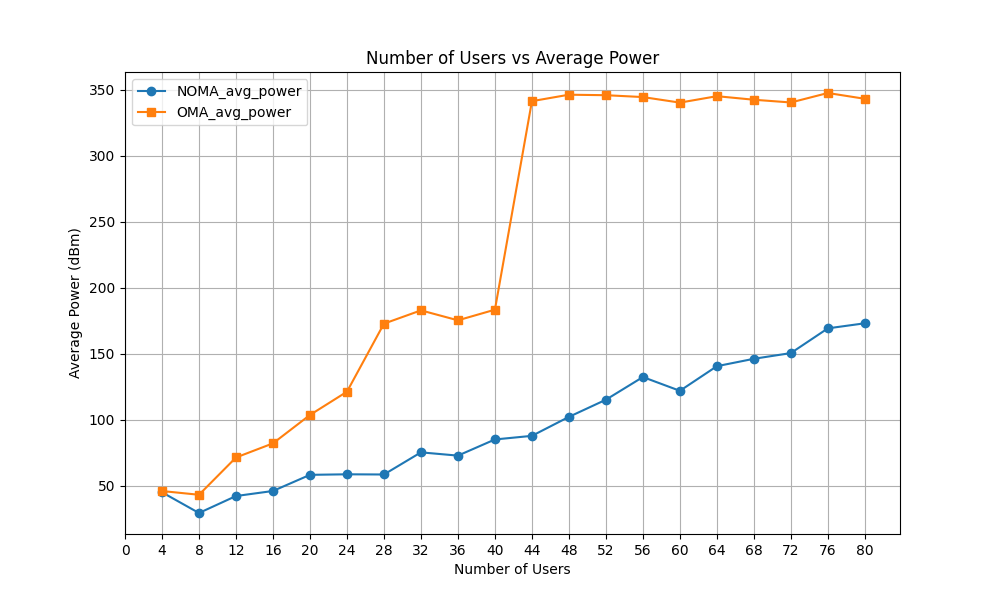 Number of Users vs Average Power
NOMA_avg_power
OMA_avg_power
Average Power (dBm)
350
300
250
200
150
100
50
0 4 8 12 16 20 24 28 32 36 40 44 48 52 56 60 64 68 72 76 80
Number of Users